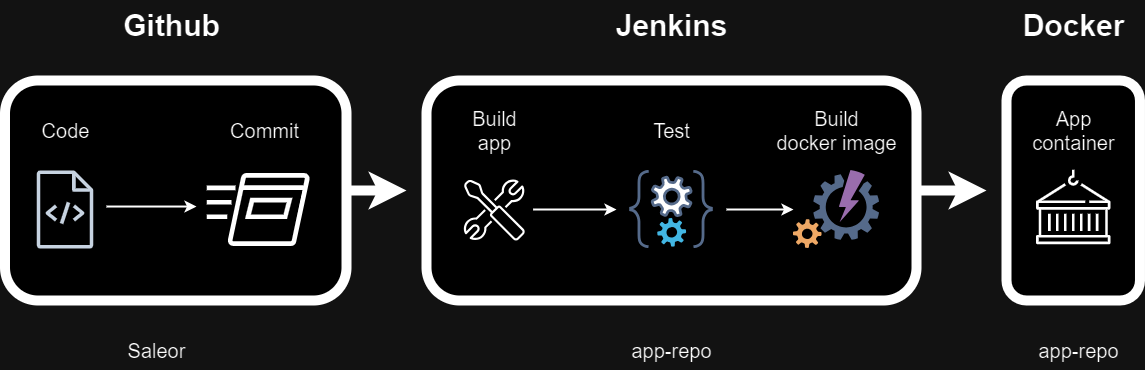 Github
Jenkins
Docker
Code
Commit
Build
app
Test
Build
docker image
App
container
</>
Saleor
app-repo
app-repo